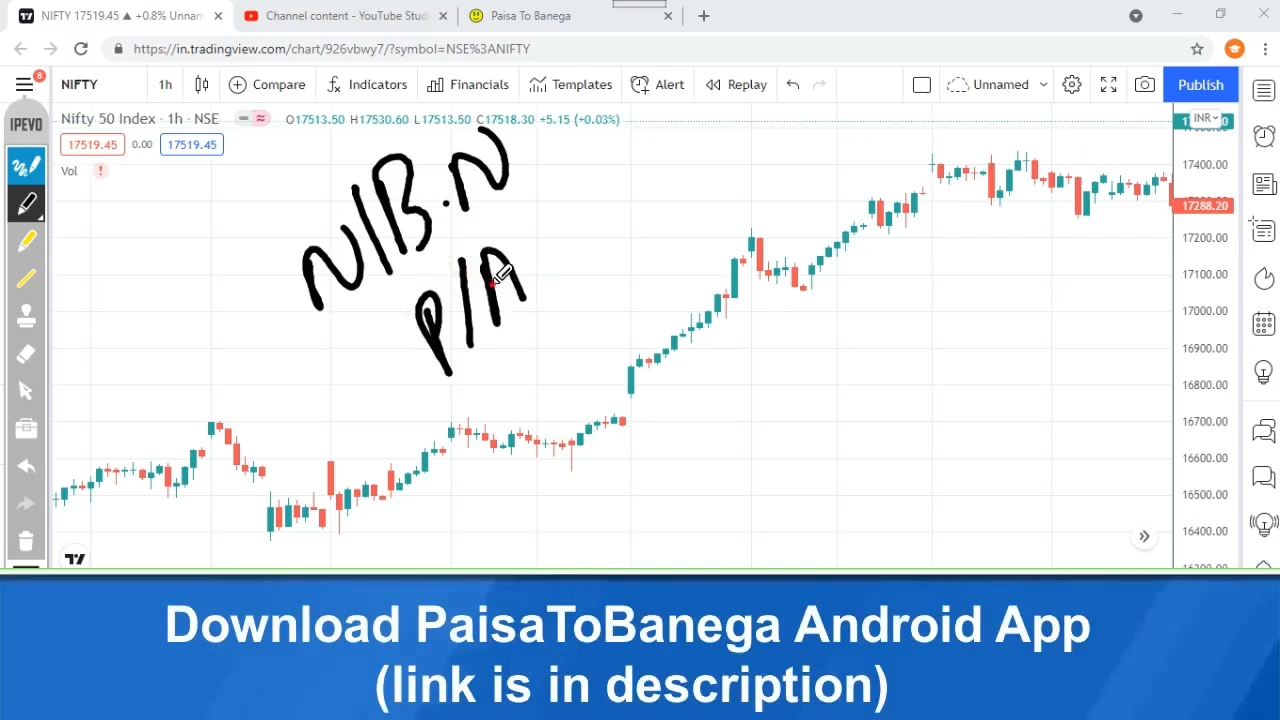 NIFTY 17519.45 ▲ +0.8% Unnam
Channel content - YouTube Studi
Paisa To Banega
https://in.tradingview.com/chart/926vbwy7/?symbol=NSE%3ANIFTY
8
NIFTY 1h Compare Indicators Financials Templates Alert Replay Unnamed Publish
IPEVO
Nifty 50 Index · 1h · NSE O17513.50 H17530.60 L17513.50 C17518.30 +5.15 (+0.03%)
17519.45 0.00 17519.45
Vol !
INR
N/B.N
P/A
17400.00
17288.20
17200.00
17100.00
17000.00
16900.00
16800.00
16700.00
16600.00
16500.00
16400.00
Download PaisaToBanega Android App
(link is in description)